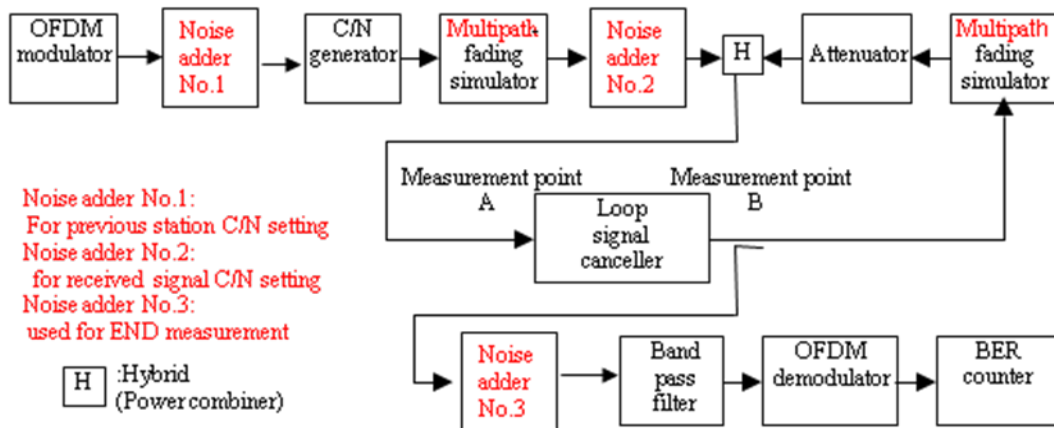 OFDM
modulator
Noise
adder
No.1
C/N
generator
Multipath
fading
simulator
Noise
adder
No.2
H
Attenuator
Multipath
fading
simulator
Measurement point
A
Measurement point
B
Loop
signal
canceller
Noise adder No.1:
For previous station C/N setting
Noise adder No.2:
for received signal C/N setting
Noise adder No.3:
used for END measurement
H
:Hybrid
(Power combiner)
Noise
adder
No.3
Band
pass
filter
OFDM
demodulator
BER
counter